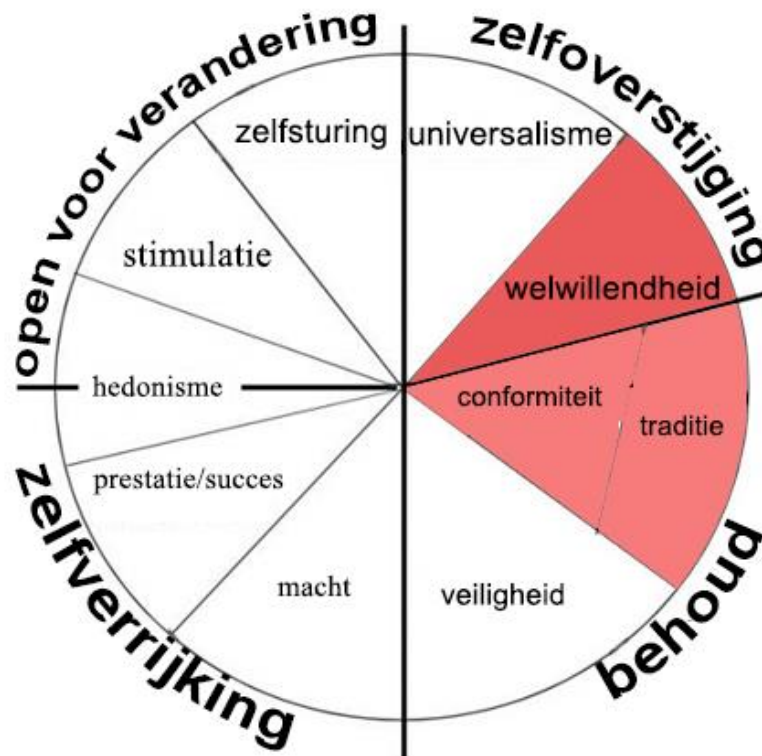 open voor verandering
zelfoverstijging
zelfsturing
universalisme
stimulatie
welwillendheid
hedonisme
conformiteit
traditie
prestatie/succes
macht
veiligheid
zelfverrijking
behoud